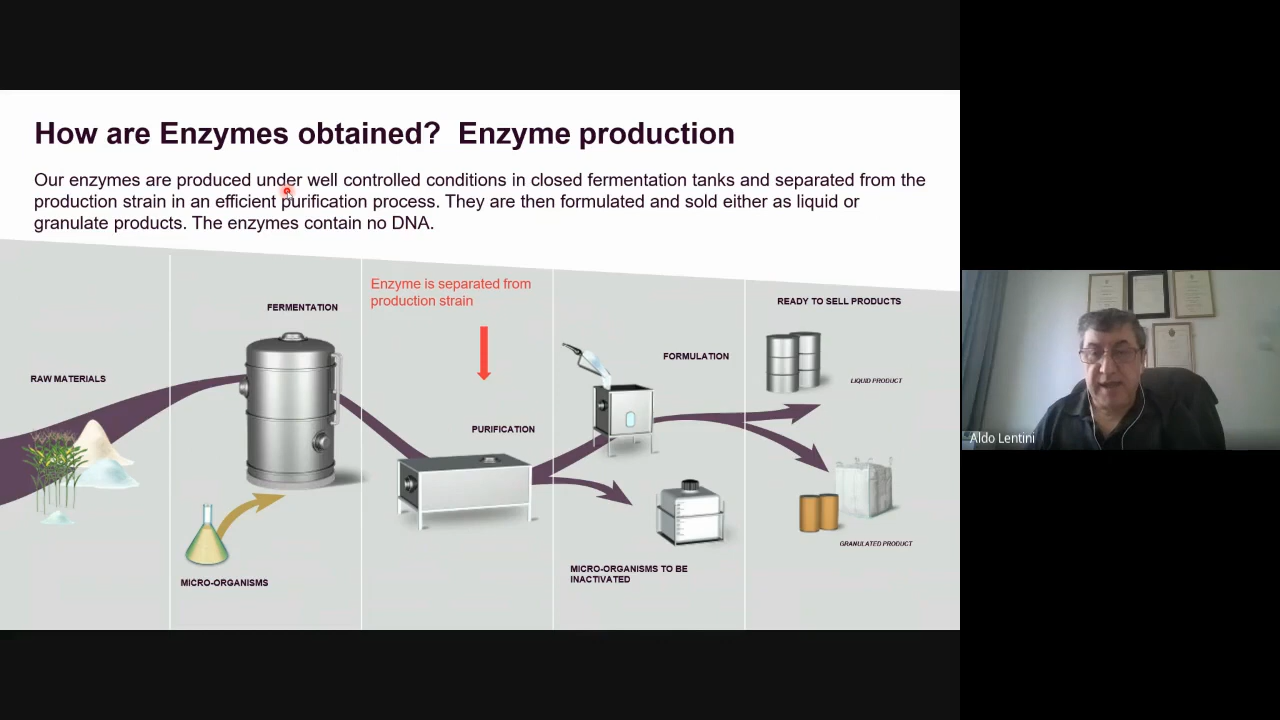 How are Enzymes obtained?  Enzyme production
Our enzymes are produced under well controlled conditions in closed fermentation tanks and separated from the
production strain in an efficient purification process. They are then formulated and sold either as liquid or
granulate products. The enzymes contain no DNA.
RAW MATERIALS
FERMENTATION
MICRO-ORGANISMS
Enzyme is separated from
production strain
PURIFICATION
FORMULATION
MICRO-ORGANISMS TO BE
INACTIVATED
READY TO SELL PRODUCTS
LIQUID PRODUCT
GRANULATED PRODUCT
Aldo Lentini